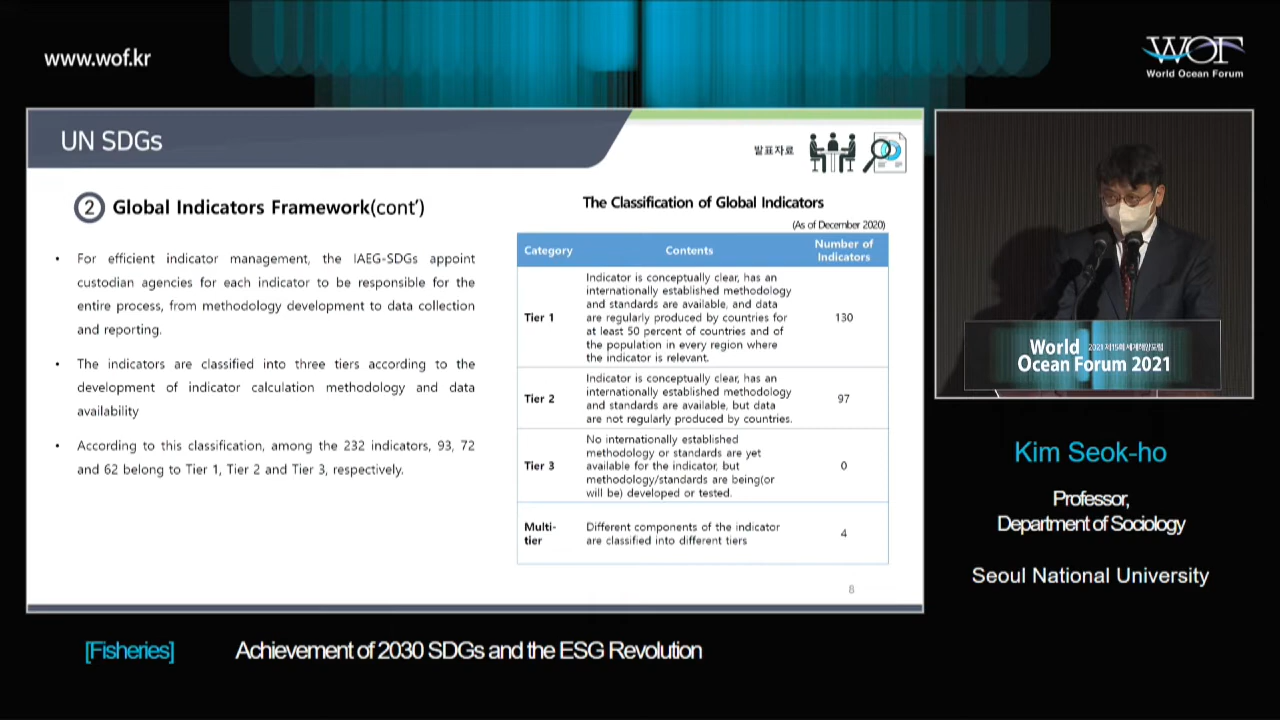 www.wof.kr
WOF
World Ocean Forum
UN SDGs
발표자료
2 Global Indicators Framework(cont’)
• For efficient indicator management, the IAEG-SDGs appoint
custodian agencies for each indicator to be responsible for the
entire process, from methodology development to data collection
and reporting.
• The indicators are classified into three tiers according to the
development of indicator calculation methodology and data
availability
• According to this classification, among the 232 indicators, 93, 72
and 62 belong to Tier 1, Tier 2 and Tier 3, respectively.
The Classification of Global Indicators
(As of December 2020)
Category Contents Number of
Indicators
Tier 1 Indicator is conceptually clear, has an
internationally established methodology
and standards are available, and data
are regularly produced by countries for 130
at least 50 percent of countries and of
the population in every region where
the indicator is relevant.
Tier 2 Indicator is conceptually clear, has an
internationally established methodology
and standards are available, but data 97
are not regularly produced by countries.
Tier 3 No internationally established
methodology or standards are yet
available for the indicator, but 0
methodology/standards are being(or
will be) developed or tested.
Multi- Different components of the indicator
tier are classified into different tiers 4
8
World 2021 제15회 세계해양포럼
Ocean Forum 2021
Kim Seok-ho
Professor,
Department of Sociology
Seoul National University
[Fisheries] Achievement of 2030 SDGs and the ESG Revolution